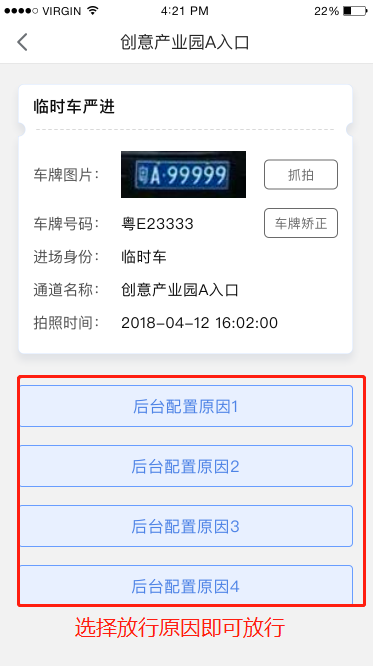 ●●●●○ VIRGIN 4:21 PM 22%
创意产业园A入口
临时车严进
车牌图片： 粤A·99999 抓拍
车牌号码： 粤E23333 车牌矫正
进场身份： 临时车
通道名称： 创意产业园A入口
拍照时间： 2018-04-12 16:02:00
后台配置原因1
后台配置原因2
后台配置原因3
后台配置原因4
选择放行原因即可放行